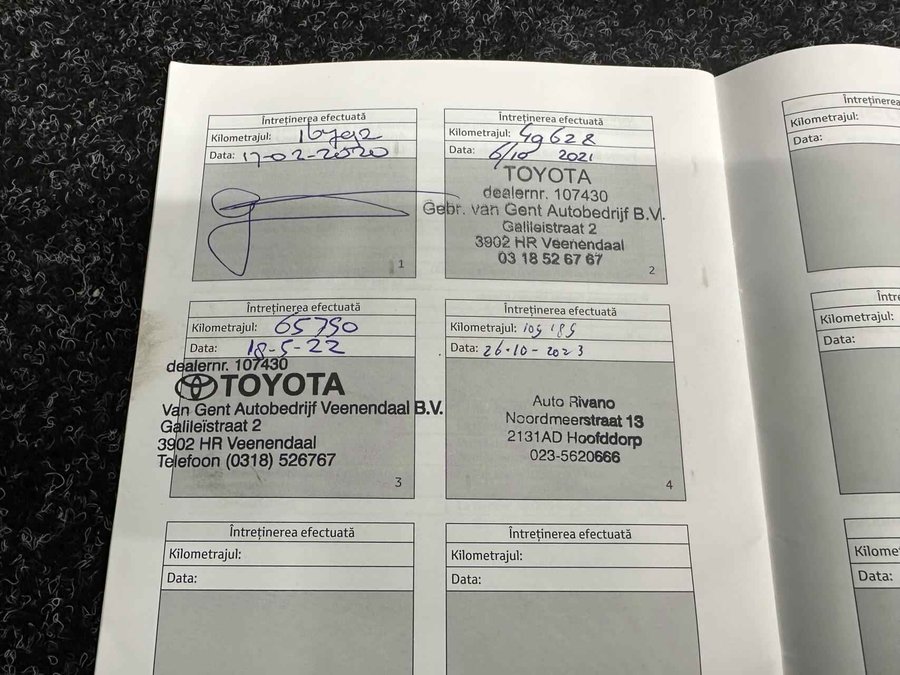 Întreținerea efectuată
Kilometrajul: 16792
Data: 17-02-2020
1
Întreținerea efectuată
Kilometrajul: 49628
Data: 6/10 2021
TOYOTA
dealernr. 107430
Gebr. van Gent Autobedrijf B.V.
Galileistraat 2
3902 HR Veenendaal
03 18 52 67 67
2
Întreținerea efectuată
Kilometrajul: 65790
Data: 18-5-22
dealernr. 107430
TOYOTA
Van Gent Autobedrijf Veenendaal B.V.
Galileïstraat 2
3902 HR Veenendaal
Telefoon (0318) 526767
3
Întreținerea efectuată
Kilometrajul: 109189
Data: 26-10-2023
Auto Rivano
Noordmeerstraat 13
2131AD Hoofddorp
023-5620666
4
Întreținerea efectuată
Kilometrajul:
Data:
Întreținerea efectuată
Kilometrajul:
Data:
Întreținerea
Kilometrajul:
Data:
Kilometrajul:
Data:
Data: